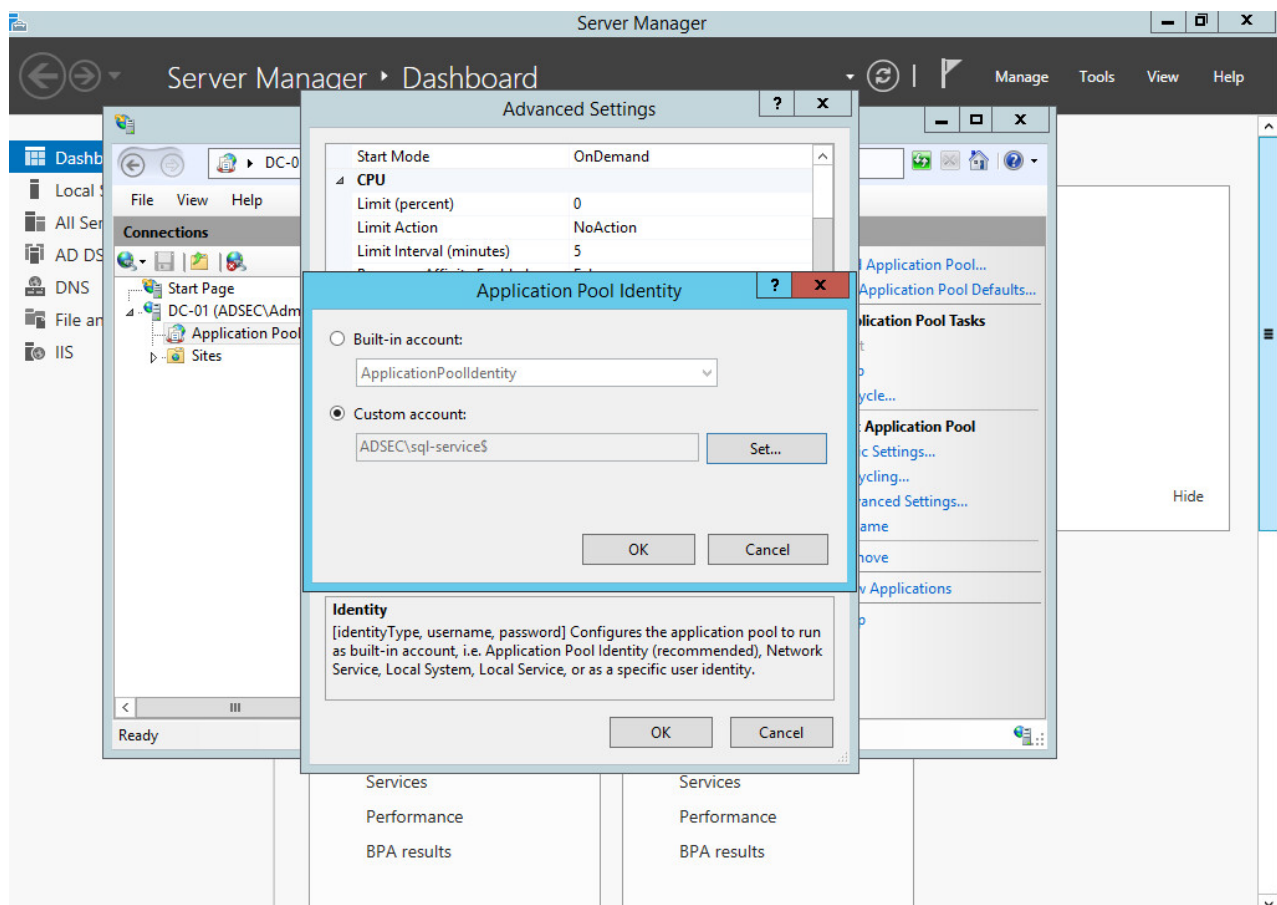 Server Manager
Server Manager Dashboard
Manage Tools View Help
Advanced Settings
? x
Dashb
Local
All Ser
AD DS
DNS
File an
IIS
DC-0
File View Help
Connections
Start Page
DC-01 (ADSEC\Adm
Application Pool
Sites
Ready
Start Mode OnDemand
CPU
Limit (percent) 0
Limit Action NoAction
Limit Interval (minutes) 5
Application Pool Identity
? x
Built-in account:
ApplicationPoolIdentity
Custom account:
ADSEC\sql-service$
Set...
OK Cancel
Identity
[identityType, username, password] Configures the application pool to run
as built-in account, i.e. Application Pool Identity (recommended), Network
Service, Local System, Local Service, or as a specific user identity.
OK Cancel
Application Pool...
Application Pool Defaults...
lication Pool Tasks
ycle...
Application Pool
ic Settings...
ycling...
anced Settings...
ame
nove
v Applications
Hide
Services
Performance
BPA results
Services
Performance
BPA results